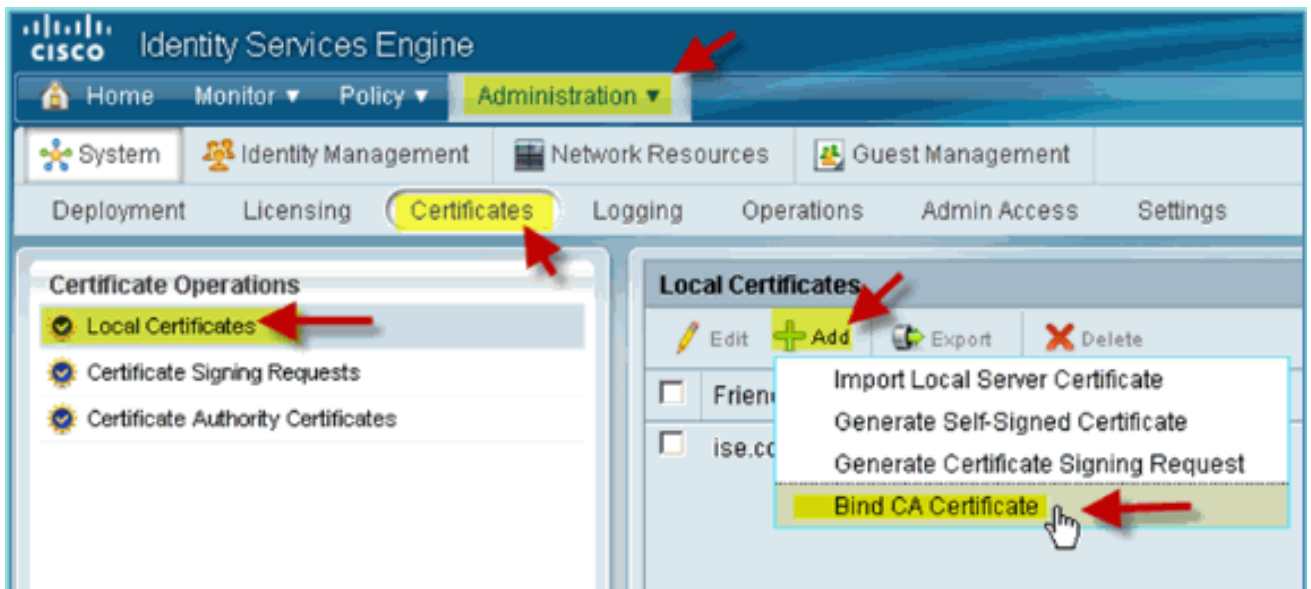 CISCO Identity Services Engine
Home Monitor ▼ Policy ▼ Administration ▼
System Identity Management Network Resources Guest Management
Deployment Licensing Certificates Logging Operations Admin Access Settings
Certificate Operations
Local Certificates
Certificate Signing Requests
Certificate Authority Certificates
Local Certificates
Edit Add Export Delete
Import Local Server Certificate
Generate Self-Signed Certificate
Generate Certificate Signing Request
Bind CA Certificate